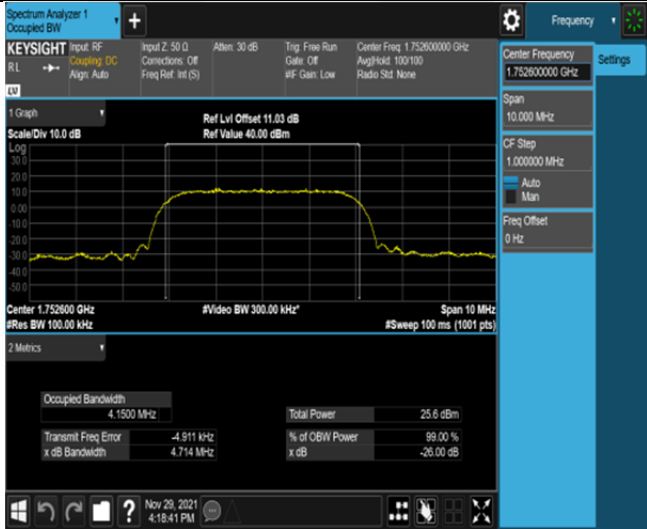 Spectrum Analyzer 1
Occupied BW
+
Frequency
KEYSIGHT Input: RF Input Z: 50 Ω Atten: 30 dB Trig: Free Run Center Freq: 1.752600000 GHz
RL Coupling: DC Corrections: Off Gate: Off Avg|Hold: 100/100
Align: Auto Freq Ref: Int (S) #IF Gain: Low Radio Std: None
LV
1 Graph
Ref Lvl Offset 11.03 dB
Scale/Div 10.0 dB Ref Value 40.00 dBm
Log
30.0
20.0
10.0
0.00
-10.0
-20.0
-30.0
-40.0
-50.0
Center 1.752600 GHz #Video BW 300.00 kHz* Span 10 MHz
#Res BW 100.00 kHz #Sweep 100 ms (1001 pts)
2 Metrics
Occupied Bandwidth
4.1500 MHz
Total Power 25.6 dBm
Transmit Freq Error -4.911 kHz % of OBW Power 99.00 %
x dB Bandwidth 4.714 MHz x dB -26.00 dB
?
Nov 29, 2021
4:18:41 PM
Center Frequency
1.752600000 GHz
Settings
Span
10.000 MHz
CF Step
1.000000 MHz
Auto
Man
Freq Offset
0 Hz